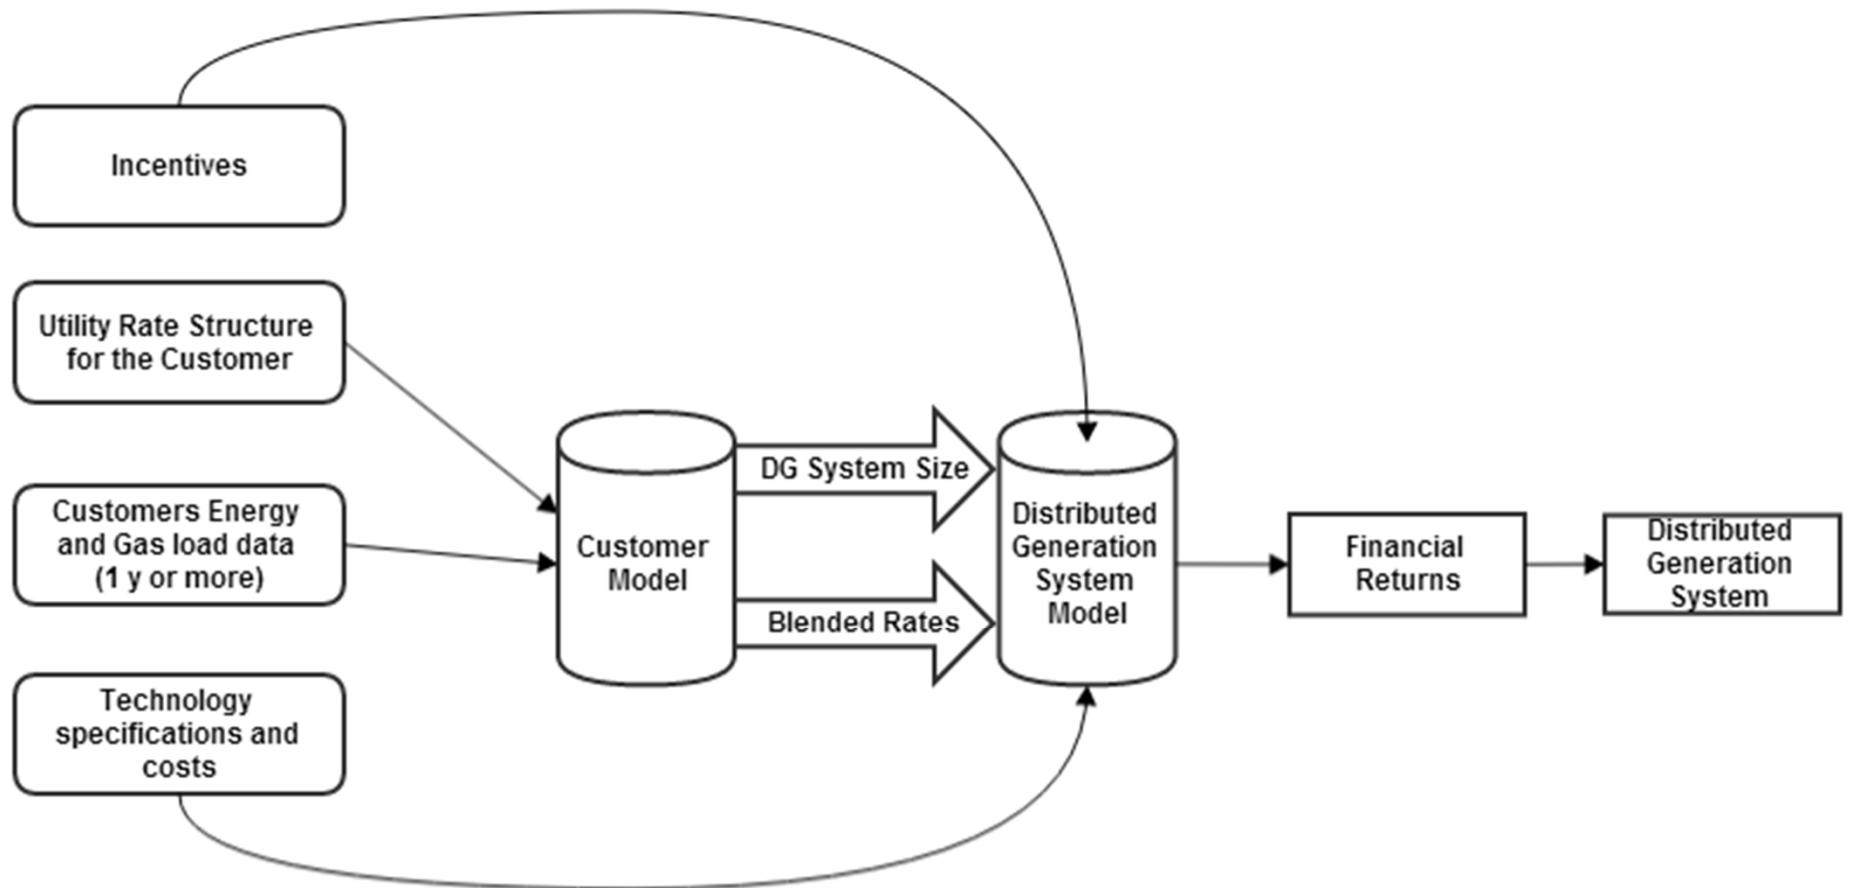 Incentives
Utility Rate Structure
for the Customer
Customers Energy
and Gas load data
(1 y or more)
Technology
specifications and
costs
Customer
Model
DG System Size
Blended Rates
Distributed
Generation
System
Model
Financial
Returns
Distributed
Generation
System